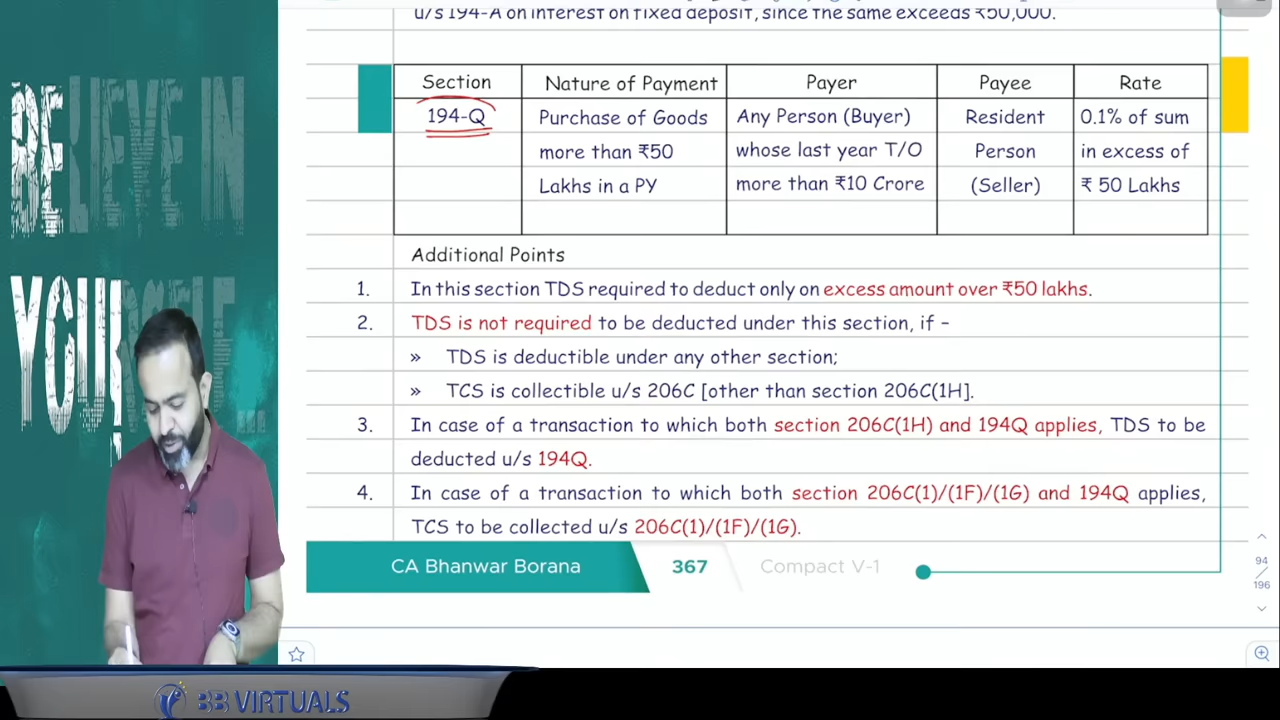 u/s 194-A on interest on fixed deposit, since the same exceeds ₹50,000.
Section Nature of Payment Payer Payee Rate
194-Q Purchase of Goods Any Person (Buyer) Resident 0.1% of sum
more than ₹50 whose last year T/O Person in excess of
Lakhs in a PY more than ₹10 Crore (Seller) ₹ 50 Lakhs
Additional Points
1. In this section TDS required to deduct only on excess amount over ₹50 lakhs.
2. TDS is not required to be deducted under this section, if –
» TDS is deductible under any other section;
» TCS is collectible u/s 206C [other than section 206C(1H].
3. In case of a transaction to which both section 206C(1H) and 194Q applies, TDS to be
deducted u/s 194Q.
4. In case of a transaction to which both section 206C(1)/(1F)/(1G) and 194Q applies,
TCS to be collected u/s 206C(1)/(1F)/(1G).
CA Bhanwar Borana 367 Compact V-1
94
196
BELIEVE IN
YOURSELF...
BB VIRTUALS